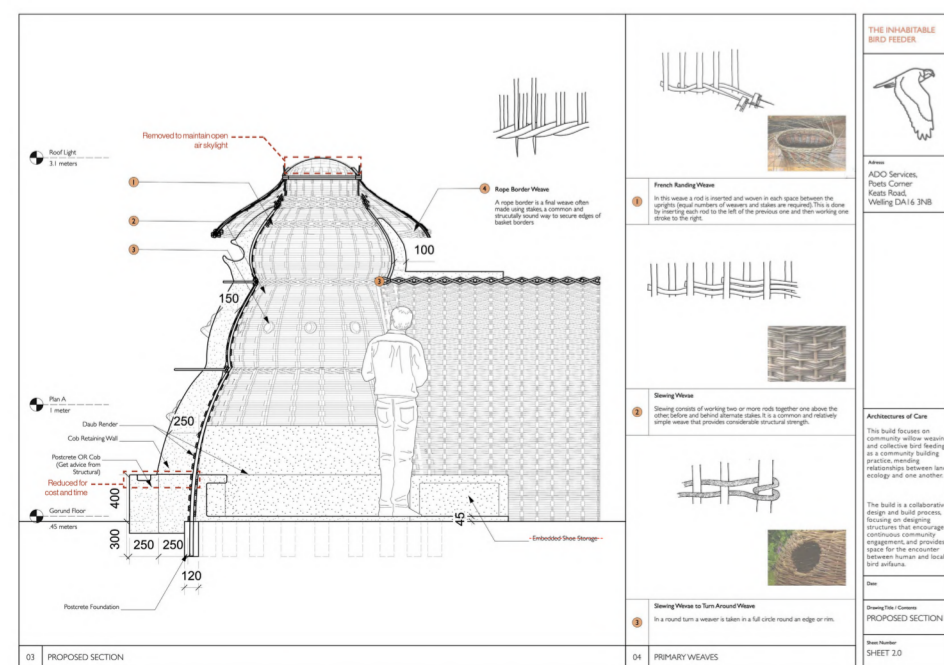 Removed to maintain open
air skylight
Roof Light
3.1 meters
1
2
3
4
Rope Border Weave
A rope border is a final weave often
made using stakes, a common and
strucutally sound way to secure edges of
basket borders
100
3
150
Plan A
1 meter
250
Daub Render
Cob Retaining Wall
Postcrete OR Cob
(Get advice from
Structural)
Reduced for
cost and time
400
Gorund Floor
.45 meters
300
250
250
45
Embedded Shoe Storage
120
Postcrete Foundation
03 PROPOSED SECTION
French Randing Weave
1
In this weave a rod is inserted and woven in each space between the
uprights (equal numbers of weavers and stakes are required). This is done
by inserting each rod to the left of the previous one and then working one
stroke to the right.
Slewing Wevae
2
Slewing consists of working two or more rods together one above the
other, before and behind alternate stakes. It is a common and relatively
simple weave that provides considerable structural strength.
Slewing Wevae to Turn Around Weave
3
In a round turn a weaver is taken in a full circle round an edge or rim.
04 PRIMARY WEAVES
THE INHABITABLE
BIRD FEEDER
Adress
ADO Services,
Poets Corner
Keats Road,
Welling DA16 3NB
Architectures of Care
This build focuses on
community willow weavin
and collective bird feeding
as a community building
practice, mending
relationships between land
ecology and one another.
The build is a collaborativ
design and build process,
focusing on designing
structures that encourage
continuous community
engagement, and provides
space for the encounter
between human and local
bird avifauna.
Date
Drawing Title / Contents
PROPOSED SECTION
Sheet Number
SHEET 2.0